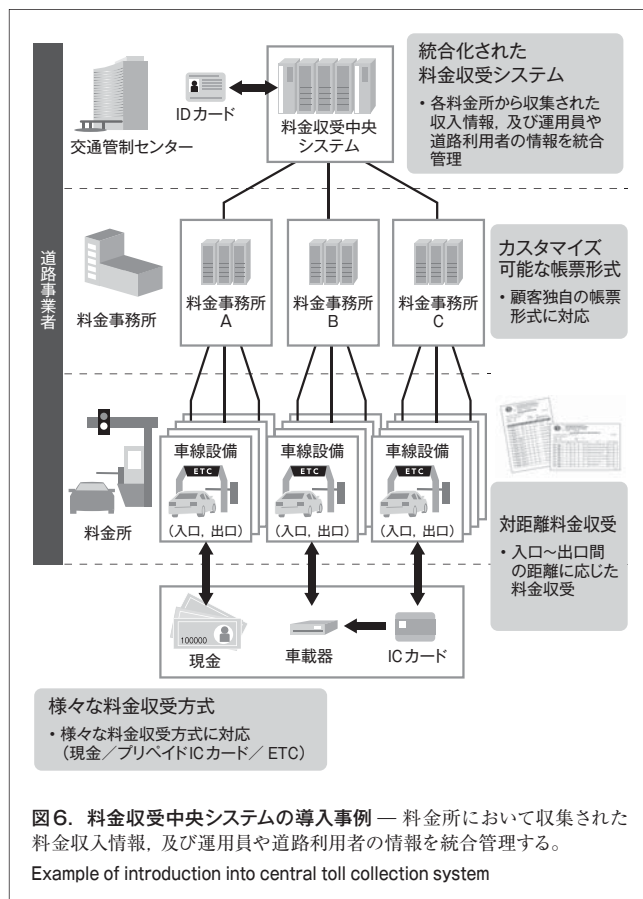 統合化された
料金収受システム
・各料金所から収集された
収入情報，及び運用員や
道路利用者の情報を統合
管理
IDカード
交通管制センター
料金収受中央
システム
道路事業者
カスタマイズ
可能な帳票形式
・顧客独自の帳票
形式に対応
料金事務所
料金事務所
A
料金事務所
B
料金事務所
C
車線設備
ETC
（入口，出口）
車線設備
ETC
（入口，出口）
車線設備
ETC
（入口，出口）
料金所
対距離料金収受
・入口～出口間
の距離に応じた
料金収受
100000
現金
車載器
ICカード
様々な料金収受方式
・様々な料金収受方式に対応
（現金／プリペイドICカード／ETC）
図6．料金収受中央システムの導入事例 — 料金所において収集された
料金収入情報，及び運用員や道路利用者の情報を統合管理する。
Example of introduction into central toll collection system